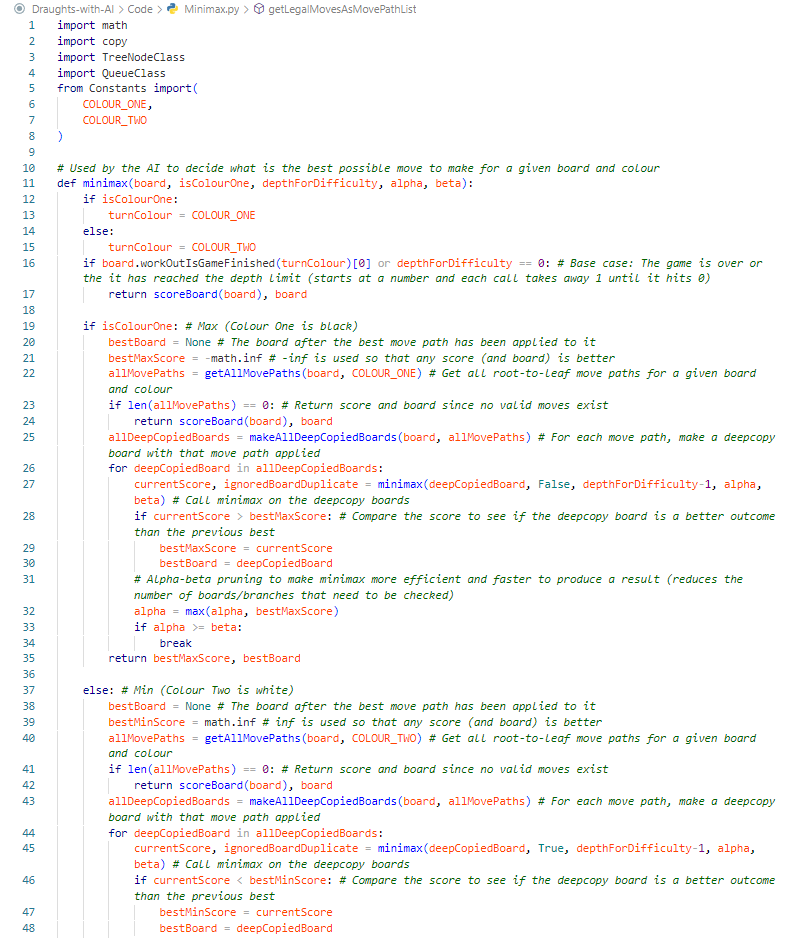 Draughts-with-AI > Code > Minimax.py > getLegalMovesAsMovePathList
1 import math
2 import copy
3 import TreeNodeClass
4 import QueueClass
5 from Constants import(
6 COLOUR_ONE,
7 COLOUR_TWO
8 )
9
10 # Used by the AI to decide what is the best possible move to make for a given board and colour
11 def minimax(board, isColourOne, depthForDifficulty, alpha, beta):
12 if isColourOne:
13 turnColour = COLOUR_ONE
14 else:
15 turnColour = COLOUR_TWO
16 if board.workOutIsGameFinished(turnColour)[0] or depthForDifficulty == 0: # Base case: The game is over or
the it has reached the depth limit (starts at a number and each call takes away 1 until it hits 0)
17 return scoreBoard(board), board
18
19 if isColourOne: # Max (Colour One is black)
20 bestBoard = None # The board after the best move path has been applied to it
21 bestMaxScore = -math.inf # -inf is used so that any score (and board) is better
22 allMovePaths = getAllMovePaths(board, COLOUR_ONE) # Get all root-to-leaf move paths for a given board
and colour
23 if len(allMovePaths) == 0: # Return score and board since no valid moves exist
24 return scoreBoard(board), board
25 allDeepCopiedBoards = makeAllDeepCopiedBoards(board, allMovePaths) # For each move path, make a deepcopy
board with that move path applied
26 for deepCopiedBoard in allDeepCopiedBoards:
27 currentScore, ignoredBoardDuplicate = minimax(deepCopiedBoard, False, depthForDifficulty-1, alpha,
beta) # Call minimax on the deepcopy boards
28 if currentScore > bestMaxScore: # Compare the score to see if the deepcopy board is a better outcome
than the previous best
29 bestMaxScore = currentScore
30 bestBoard = deepCopiedBoard
31 # Alpha-beta pruning to make minimax more efficient and faster to produce a result (reduces the
number of boards/branches that need to be checked)
32 alpha = max(alpha, bestMaxScore)
33 if alpha >= beta:
34 break
35 return bestMaxScore, bestBoard
36
37 else: # Min (Colour Two is white)
38 bestBoard = None # The board after the best move path has been applied to it
39 bestMinScore = math.inf # inf is used so that any score (and board) is better
40 allMovePaths = getAllMovePaths(board, COLOUR_TWO) # Get all root-to-leaf move paths for a given board
and colour
41 if len(allMovePaths) == 0: # Return score and board since no valid moves exist
42 return scoreBoard(board), board
43 allDeepCopiedBoards = makeAllDeepCopiedBoards(board, allMovePaths) # For each move path, make a deepcopy
board with that move path applied
44 for deepCopiedBoard in allDeepCopiedBoards:
45 currentScore, ignoredBoardDuplicate = minimax(deepCopiedBoard, True, depthForDifficulty-1, alpha,
beta) # Call minimax on the deepcopy boards
46 if currentScore < bestMinScore: # Compare the score to see if the deepcopy board is a better outcome
than the previous best
47 bestMinScore = currentScore
48 bestBoard = deepCopiedBoard